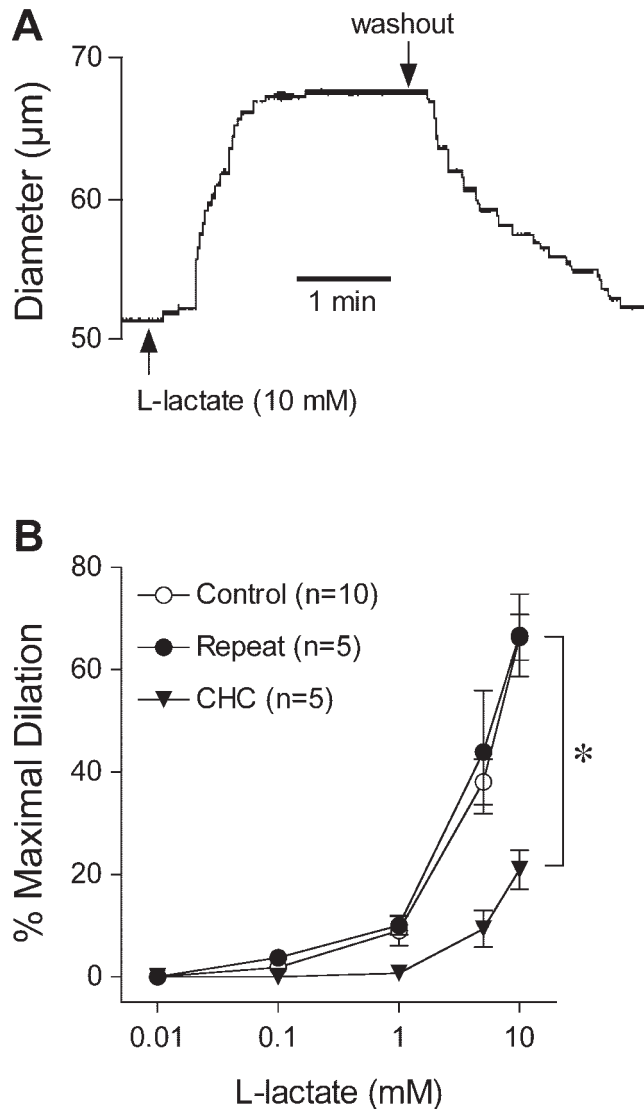 A
washout
70
60
50
Diameter (µm)
1 min
L-lactate (10 mM)
B
80
60
40
20
0
% Maximal Dilation
Control (n=10)
Repeat (n=5)
CHC (n=5)
*
0.01 0.1 1 10
L-lactate (mM)